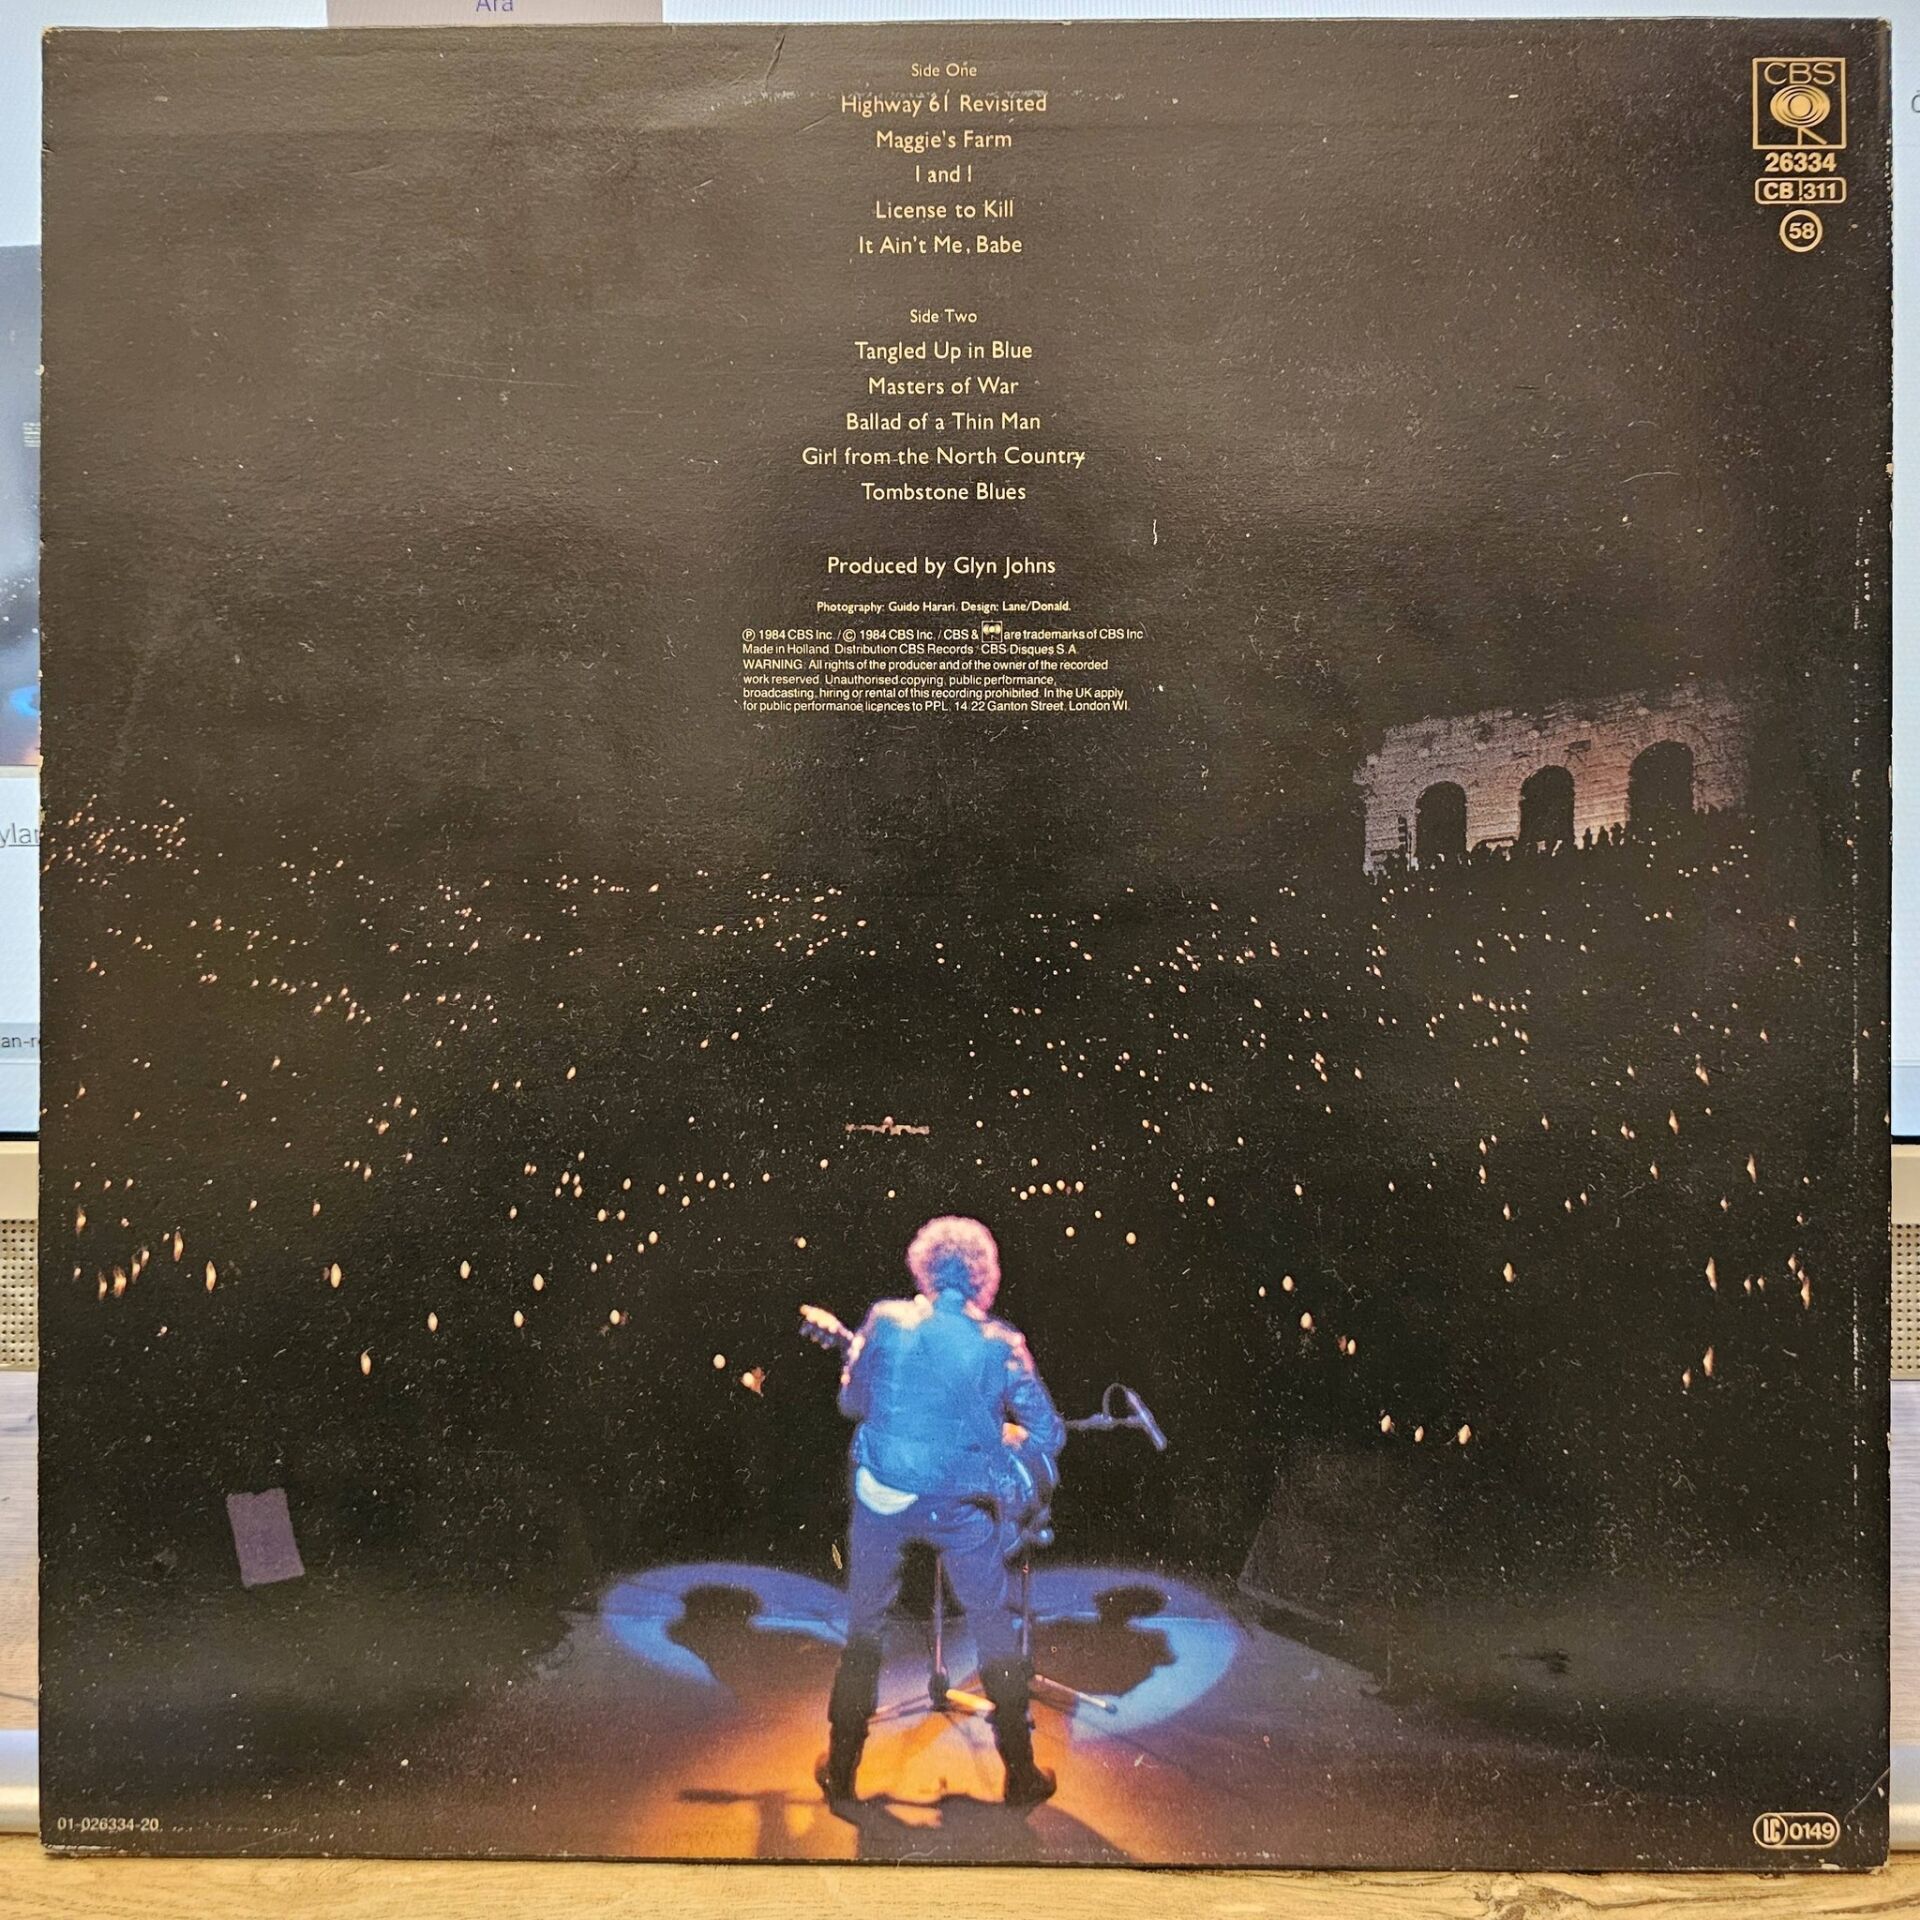 Ara
Side One
Highway 61 Revisited
Maggie's Farm
I and I
License to Kill
It Ain't Me, Babe
Side Two
Tangled Up in Blue
Masters of War
Ballad of a Thin Man
Girl from the North Country
Tombstone Blues
Produced by Glyn Johns
Photography: Guido Harari. Design: Lane/Donald.
Ⓟ 1984 CBS Inc. / © 1984 CBS Inc. / CBS & are trademarks of CBS Inc
Made in Holland. Distribution CBS Records / CBS Disques S.A.
WARNING: All rights of the producer and of the owner of the recorded
work reserved. Unauthorised copying, public performance,
broadcasting, hiring or rental of this recording prohibited. In the UK apply
for public performance licences to PPL, 14 22 Ganton Street, London W1.
CBS
26334
CB 311
58
01-026334-20
LC 0149